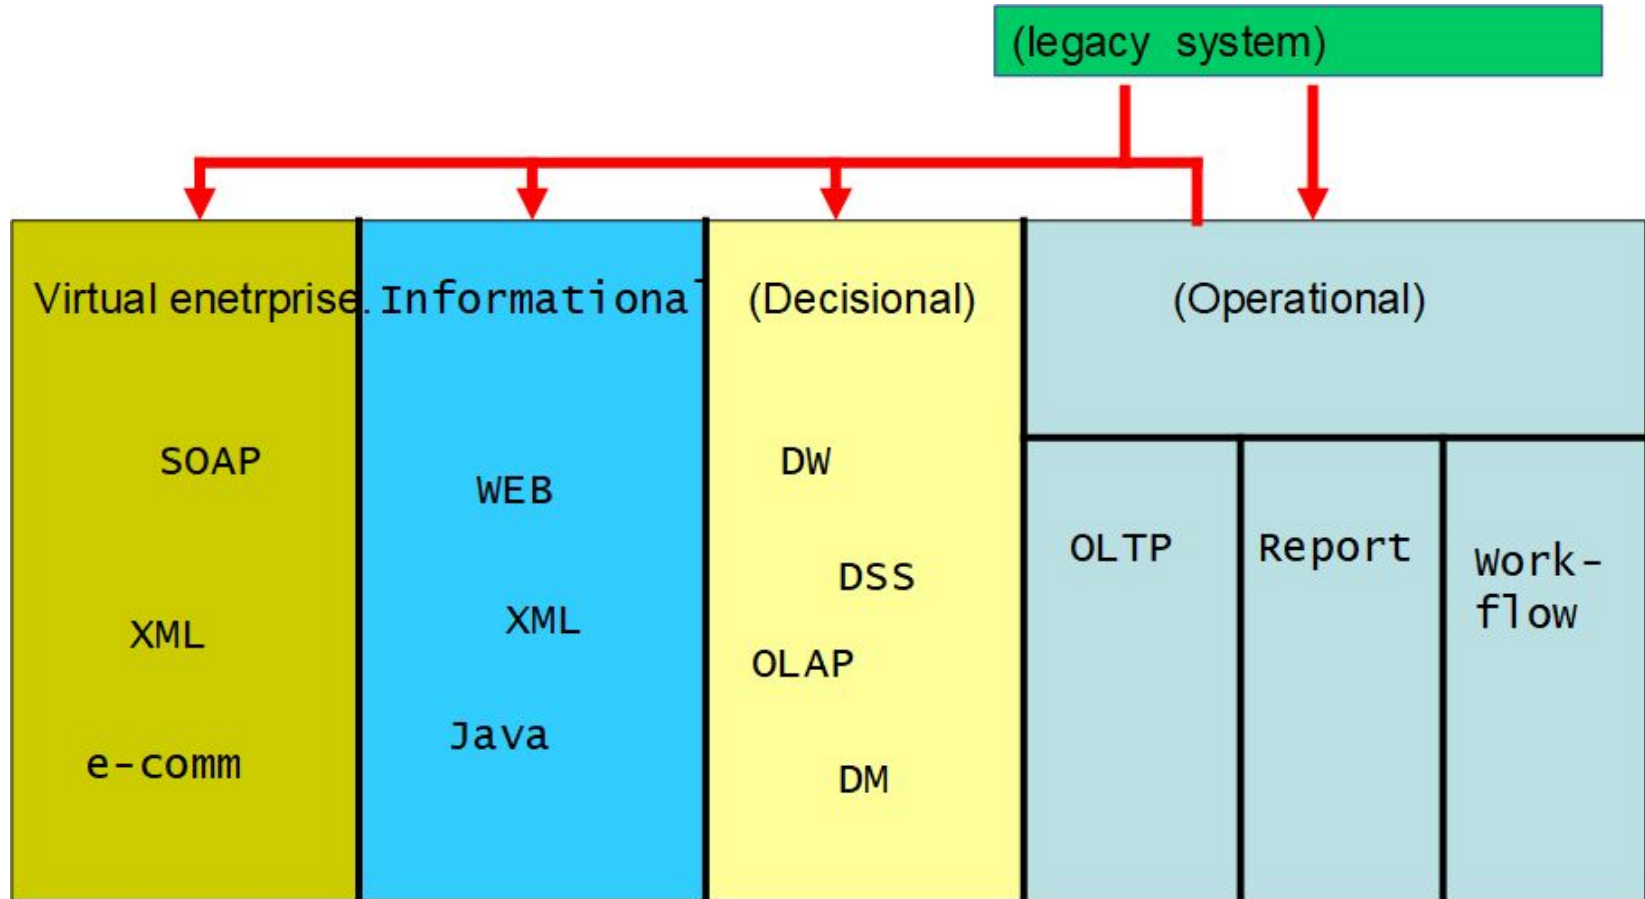 (legacy system)
Virtual enetrprise.
Informational
(Decisional)
(Operational)
SOAP
XML
e-comm
WEB
XML
Java
DW
DSS
OLAP
DM
OLTP
Report
Work-
flow